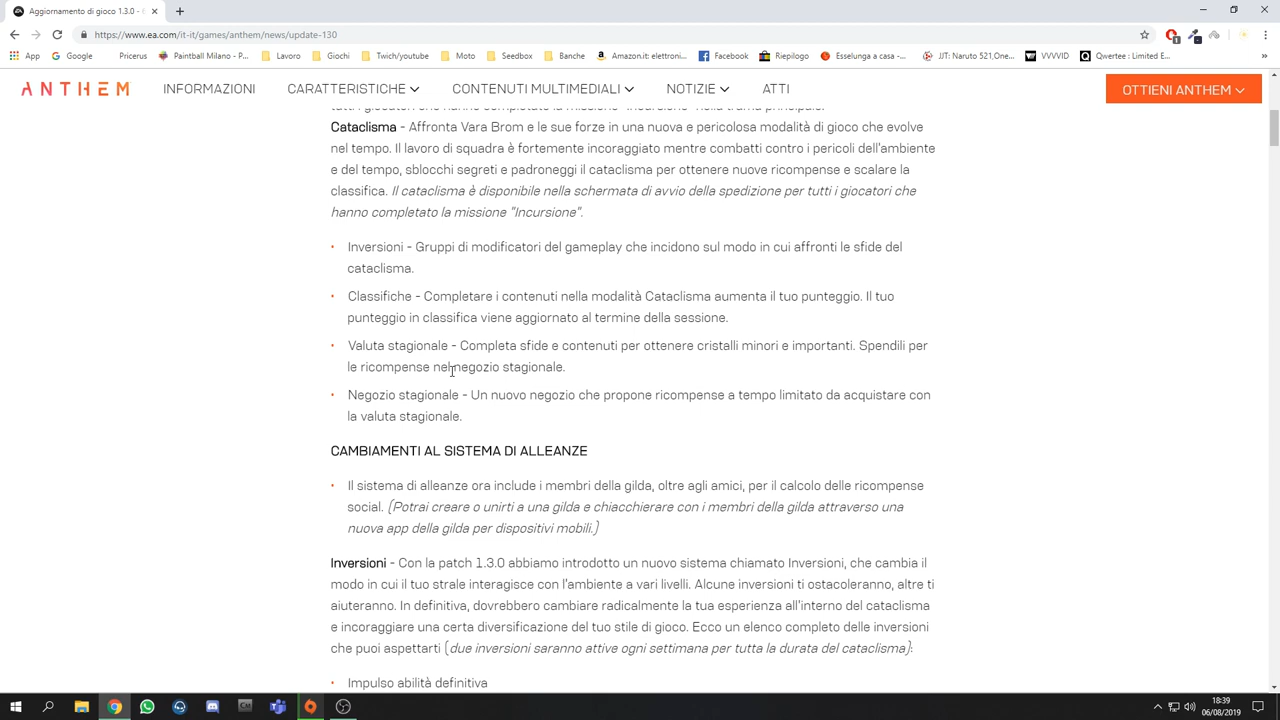 Aggiornamento di gioco 1.3.0 -
https://www.ea.com/it-it/games/anthem/news/update-130
App Google Pricerus Paintball Milano - P... Lavoro Giochi Twich/youtube Moto Seedbox Banche Amazon.it: elettroni... Facebook Riepilogo Esselunga a casa -... JJT: Naruto 521,One... VVVVID Qwertee : Limited E...
ANTHEM INFORMAZIONI CARATTERISTICHE CONTENUTI MULTIMEDIALI NOTIZIE ATTI OTTIENI ANTHEM
tutti i giocatori che hanno completato la missione "Incursione" nella trama principale.
Cataclisma - Affronta Vara Brom e le sue forze in una nuova e pericolosa modalità di gioco che evolve
nel tempo. Il lavoro di squadra è fortemente incoraggiato mentre combatti contro i pericoli dell'ambiente
e del tempo, sblocchi segreti e padroneggi il cataclisma per ottenere nuove ricompense e scalare la
classifica. Il cataclisma è disponibile nella schermata di avvio della spedizione per tutti i giocatori che
hanno completato la missione "Incursione".
• Inversioni - Gruppi di modificatori del gameplay che incidono sul modo in cui affronti le sfide del
cataclisma.
• Classifiche - Completare i contenuti nella modalità Cataclisma aumenta il tuo punteggio. Il tuo
punteggio in classifica viene aggiornato al termine della sessione.
• Valuta stagionale - Completa sfide e contenuti per ottenere cristalli minori e importanti. Spendili per
le ricompense nel negozio stagionale.
• Negozio stagionale - Un nuovo negozio che propone ricompense a tempo limitato da acquistare con
la valuta stagionale.
CAMBIAMENTI AL SISTEMA DI ALLEANZE
• Il sistema di alleanze ora include i membri della gilda, oltre agli amici, per il calcolo delle ricompense
social. (Potrai creare o unirti a una gilda e chiacchierare con i membri della gilda attraverso una
nuova app della gilda per dispositivi mobili.)
Inversioni - Con la patch 1.3.0 abbiamo introdotto un nuovo sistema chiamato Inversioni, che cambia il
modo in cui il tuo strale interagisce con l'ambiente a vari livelli. Alcune inversioni ti ostacoleranno, altre ti
aiuteranno. In definitiva, dovrebbero cambiare radicalmente la tua esperienza all'interno del cataclisma
e incoraggiare una certa diversificazione del tuo stile di gioco. Ecco un elenco completo delle inversioni
che puoi aspettarti (due inversioni saranno attive ogni settimana per tutta la durata del cataclisma):
• Impulso abilità definitiva
18:39
06/08/2019